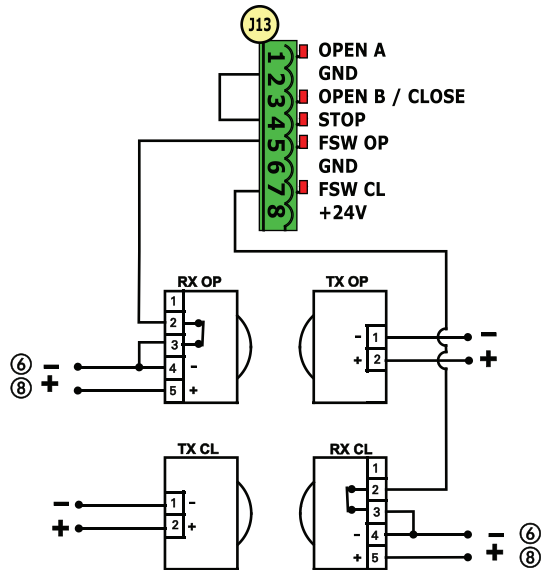 J13
1 OPEN A
2 GND
3 OPEN B / CLOSE
4 STOP
5 FSW OP
6 GND
7 FSW CL
8 +24V
RX OP
TX OP
1
2
3
4 -
5 +
⑥ -
⑧ +
- 1
+ 2
-
+
TX CL
RX CL
1 -
2 +
-
+
1
2
3
- 4
+ 5
- ⑥
+ ⑧